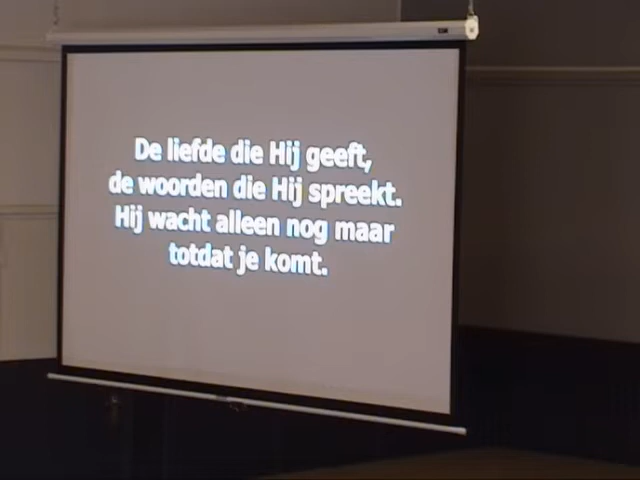 De liefde die Hij geeft,
de woorden die Hij spreekt.
Hij wacht alleen nog maar
totdat je komt.